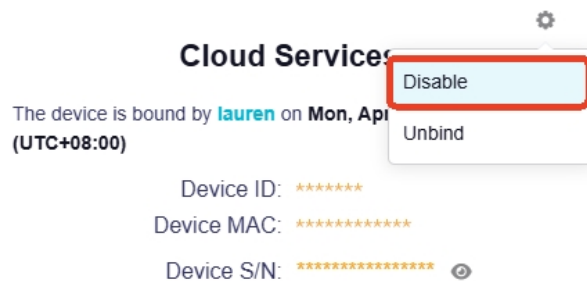 Cloud Services
Disable
The device is bound by lauren on Mon, Apr
Unbind
(UTC+08:00)
Device ID: *******
Device MAC: ************
Device S/N: ****************